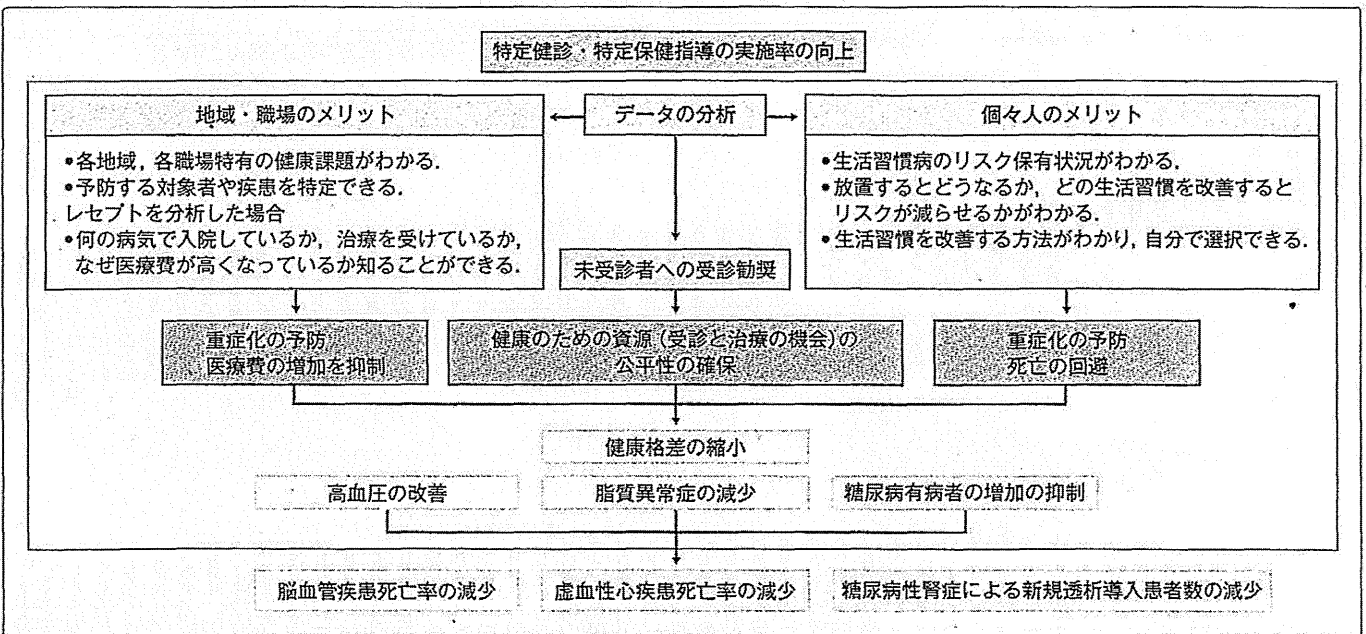 特定健診・特定保健指導の実施率の向上
地域・職場のメリット
•各地域，各職場特有の健康課題がわかる．
•予防する対象者や疾患を特定できる．
レセプトを分析した場合
•何の病気で入院しているか，治療を受けているか，
なぜ医療費が高くなっているか知ることができる．
データの分析
未受診者への受診勧奨
個々人のメリット
•生活習慣病のリスク保有状況がわかる．
•放置するとどうなるか，どの生活習慣を改善すると
リスクが減らせるかがわかる．
•生活習慣を改善する方法がわかり，自分で選択できる．
重症化の予防
医療費の増加を抑制
健康のための資源（受診と治療の機会）の
公平性の確保
重症化の予防
死亡の回避
健康格差の縮小
高血圧の改善
脂質異常症の減少
糖尿病有病者の増加の抑制
脳血管疾患死亡率の減少
虚血性心疾患死亡率の減少
糖尿病性腎症による新規透析導入患者数の減少